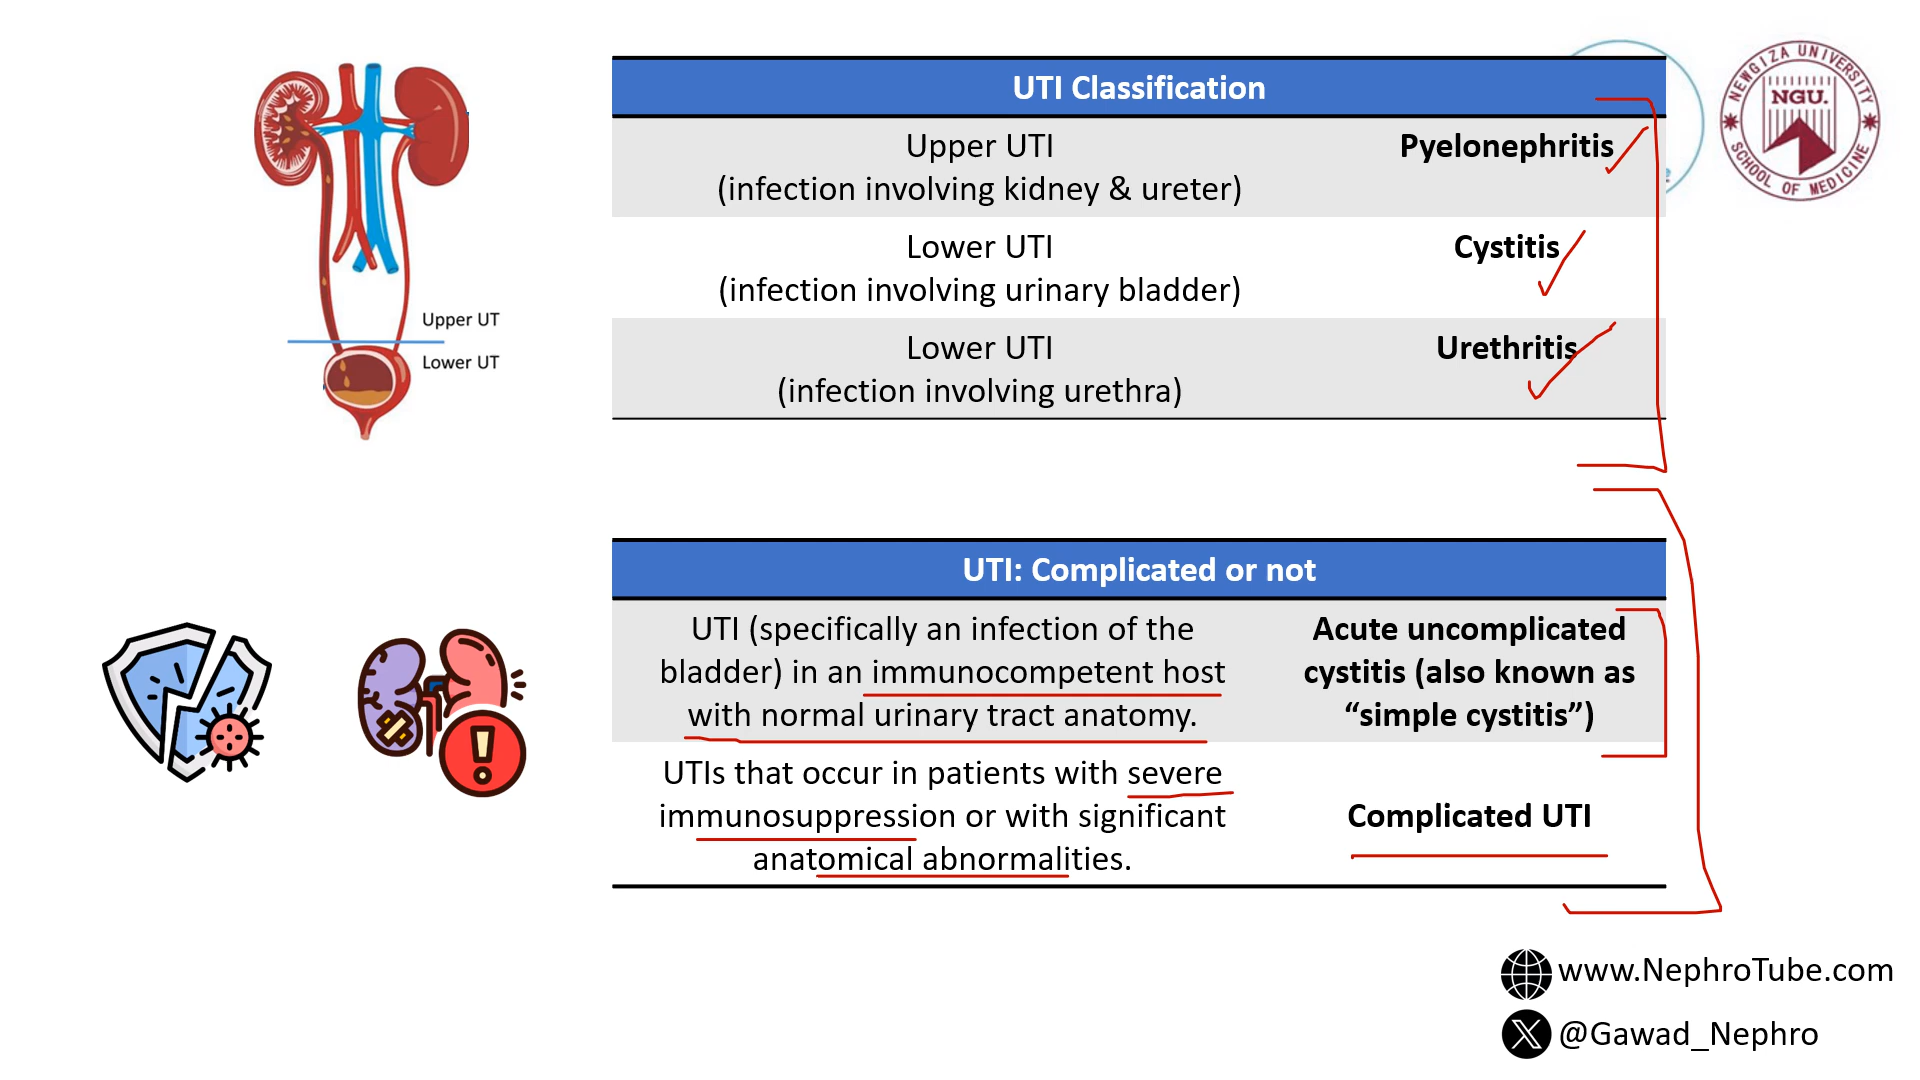 UTI Classification
Upper UTI
(infection involving kidney & ureter)
Pyelonephritis
Lower UTI
(infection involving urinary bladder)
Cystitis
Lower UTI
(infection involving urethra)
Urethritis
Upper UT
Lower UT
NEWGIZA UNIVERSITY
NGU.
SCHOOL OF MEDICINE
UTI: Complicated or not
UTI (specifically an infection of the
bladder) in an immunocompetent host
with normal urinary tract anatomy.
Acute uncomplicated
cystitis (also known as
“simple cystitis”)
UTIs that occur in patients with severe
immunosuppression or with significant
anatomical abnormalities.
Complicated UTI
www.NephroTube.com
@Gawad_Nephro